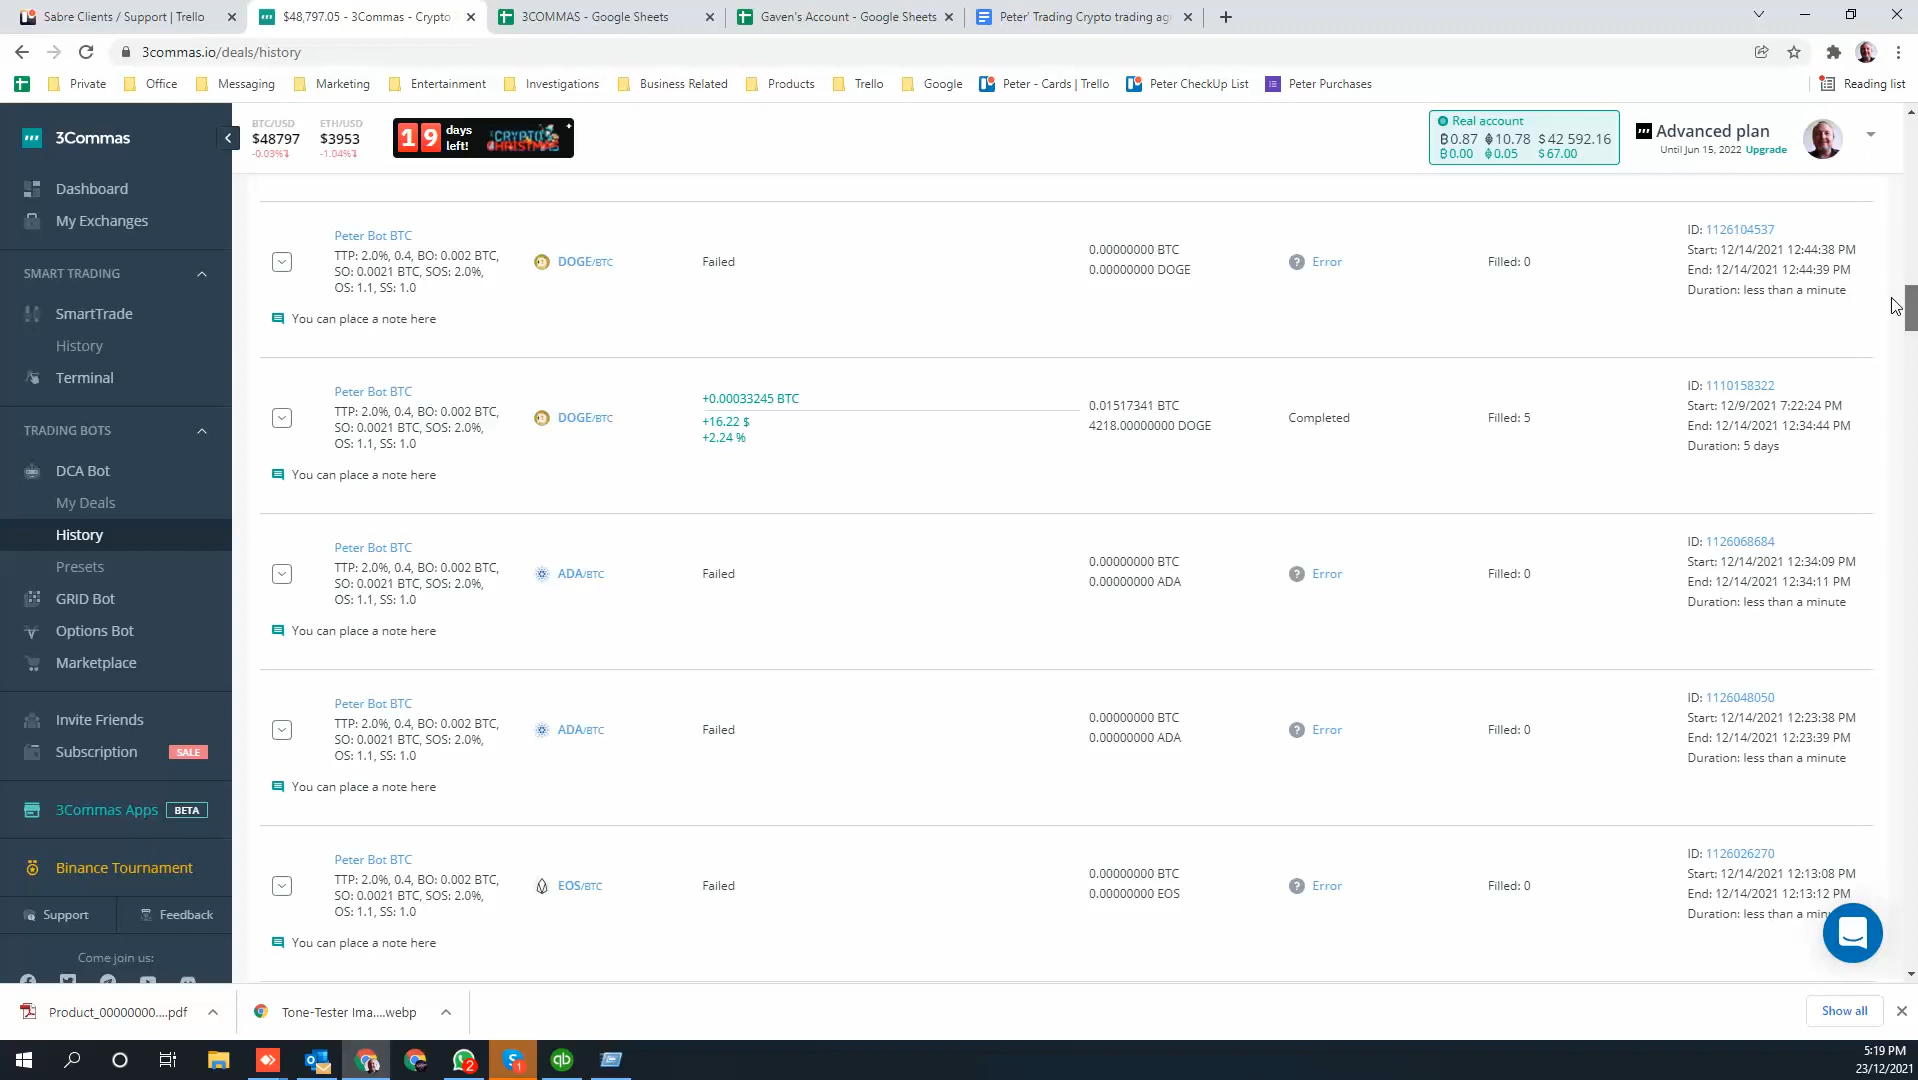 Sabre Clients / Support | Trello
$48,797.05 - 3Commas - Crypto
3COMMAS - Google Sheets
Gaven's Account - Google Sheets
Peter' Trading Crypto trading ag
3commas.io/deals/history
Private
Office
Messaging
Marketing
Entertainment
Investigations
Business Related
Products
Trello
Google
Peter - Cards | Trello
Peter CheckUp List
Peter Purchases
Reading list
3Commas
BTC/USD
$48797
-0.03%
ETH/USD
$3953
-1.04%
19 days left!
CRYPTO CHRISTMAS
Real account
₿0.87 10.78 $42 592.16
₿0.00 0.05 $67.00
Advanced plan
Until Jun 15, 2022 Upgrade
Dashboard
My Exchanges
SMART TRADING
SmartTrade
History
Terminal
TRADING BOTS
DCA Bot
My Deals
History
Presets
GRID Bot
Options Bot
Marketplace
Invite Friends
Subscription SALE
3Commas Apps BETA
Binance Tournament
Support
Feedback
Come join us:
Peter Bot BTC
TTP: 2.0%, 0.4, BO: 0.002 BTC,
SO: 0.0021 BTC, SOS: 2.0%,
OS: 1.1, SS: 1.0
DOGE/BTC
Failed
0.00000000 BTC
0.00000000 DOGE
Error
Filled: 0
ID: 1126104537
Start: 12/14/2021 12:44:38 PM
End: 12/14/2021 12:44:39 PM
Duration: less than a minute
You can place a note here
Peter Bot BTC
TTP: 2.0%, 0.4, BO: 0.002 BTC,
SO: 0.0021 BTC, SOS: 2.0%,
OS: 1.1, SS: 1.0
DOGE/BTC
+0.00033245 BTC
+16.22 $
+2.24 %
0.01517341 BTC
4218.00000000 DOGE
Completed
Filled: 5
ID: 1110158322
Start: 12/9/2021 7:22:24 PM
End: 12/14/2021 12:34:44 PM
Duration: 5 days
You can place a note here
Peter Bot BTC
TTP: 2.0%, 0.4, BO: 0.002 BTC,
SO: 0.0021 BTC, SOS: 2.0%,
OS: 1.1, SS: 1.0
ADA/BTC
Failed
0.00000000 BTC
0.00000000 ADA
Error
Filled: 0
ID: 1126068684
Start: 12/14/2021 12:34:09 PM
End: 12/14/2021 12:34:11 PM
Duration: less than a minute
You can place a note here
Peter Bot BTC
TTP: 2.0%, 0.4, BO: 0.002 BTC,
SO: 0.0021 BTC, SOS: 2.0%,
OS: 1.1, SS: 1.0
ADA/BTC
Failed
0.00000000 BTC
0.00000000 ADA
Error
Filled: 0
ID: 1126048050
Start: 12/14/2021 12:23:38 PM
End: 12/14/2021 12:23:39 PM
Duration: less than a minute
You can place a note here
Peter Bot BTC
TTP: 2.0%, 0.4, BO: 0.002 BTC,
SO: 0.0021 BTC, SOS: 2.0%,
OS: 1.1, SS: 1.0
EOS/BTC
Failed
0.00000000 BTC
0.00000000 EOS
Error
Filled: 0
ID: 1126026270
Start: 12/14/2021 12:13:08 PM
End: 12/14/2021 12:13:12 PM
Duration: less than a min
You can place a note here
Product_00000000....pdf
Tone-Tester Ima....webp
Show all
5:19 PM
23/12/2021